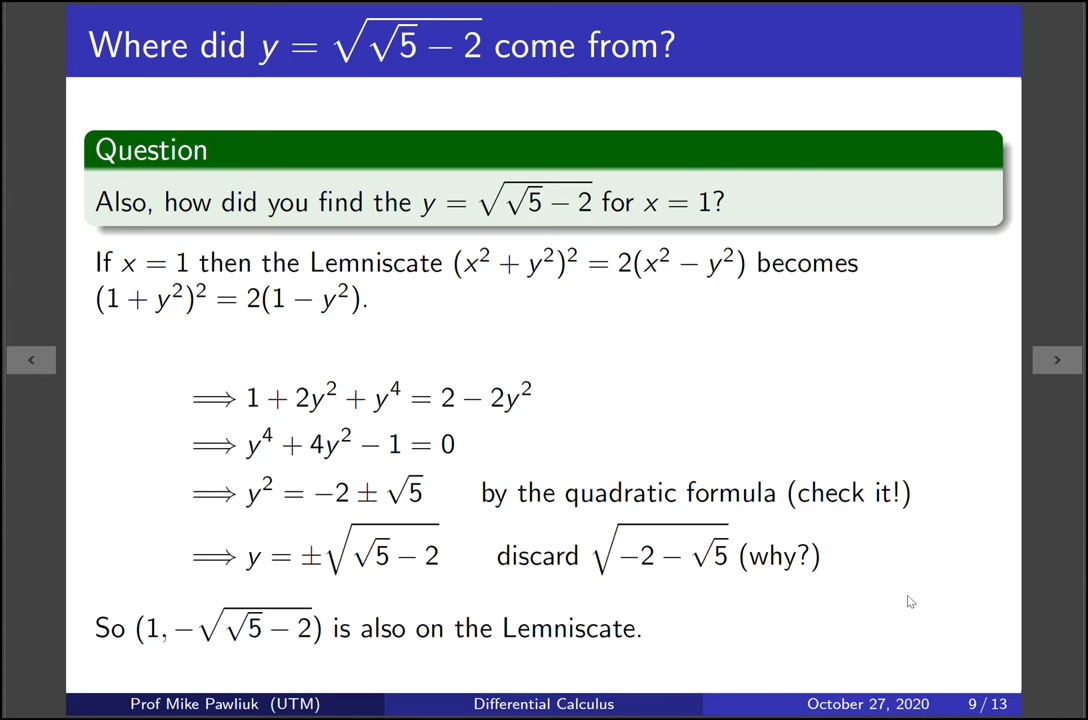 Where did y = √(√5 − 2) come from?
Question
Also, how did you find the y = √(√5 − 2) for x = 1?
If x = 1 then the Lemniscate (x² + y²)² = 2(x² − y²) becomes
(1 + y²)² = 2(1 − y²).
⟹ 1 + 2y² + y⁴ = 2 − 2y²
⟹ y⁴ + 4y² − 1 = 0
⟹ y² = −2 ± √5 by the quadratic formula (check it!)
⟹ y = ±√(√5 − 2) discard √(−2 − √5) (why?)
So (1, −√(√5 − 2)) is also on the Lemniscate.
Prof Mike Pawliuk (UTM) Differential Calculus October 27, 2020 9 / 13